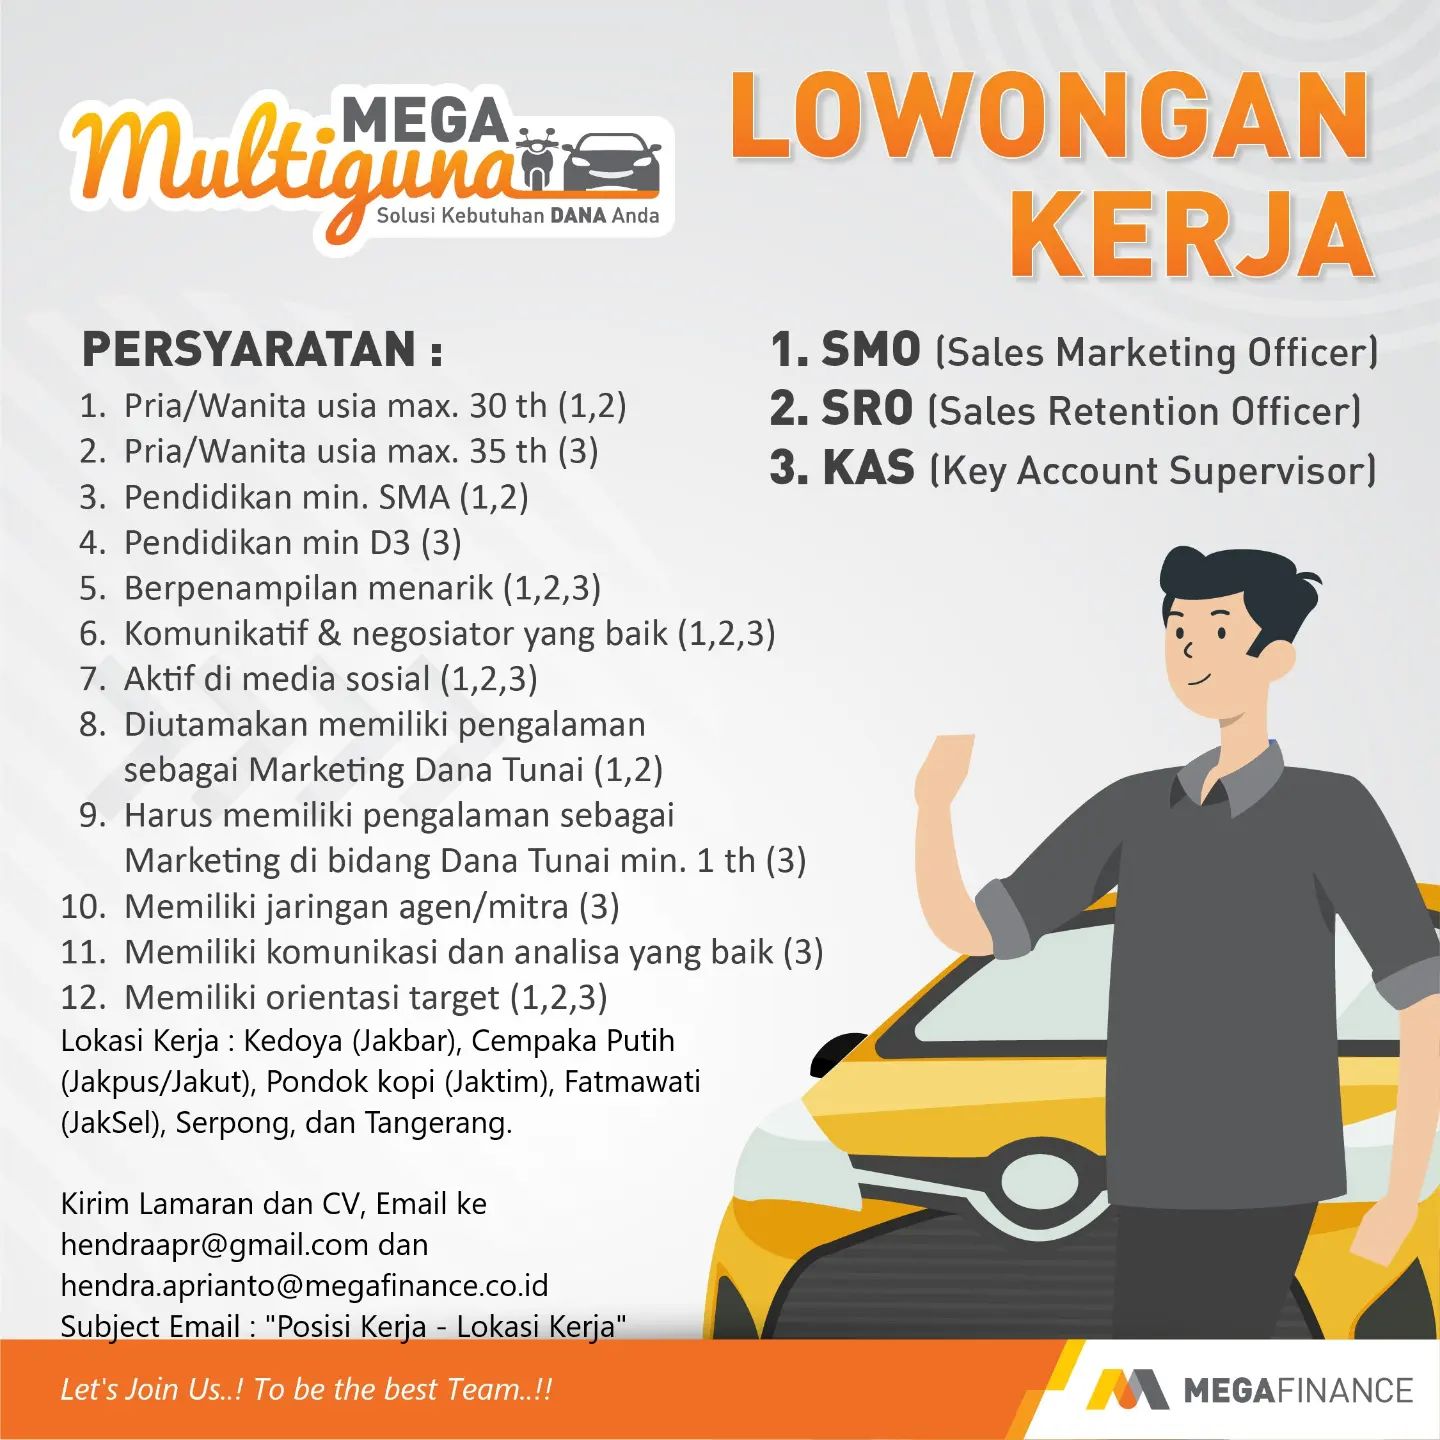 MEGA
Multiguna
Solusi Kebutuhan DANA Anda
LOWONGAN
KERJA
PERSYARATAN :
1. Pria/Wanita usia max. 30 th (1,2)
2. Pria/Wanita usia max. 35 th (3)
3. Pendidikan min. SMA (1,2)
4. Pendidikan min D3 (3)
5. Berpenampilan menarik (1,2,3)
6. Komunikatif & negosiator yang baik (1,2,3)
7. Aktif di media sosial (1,2,3)
8. Diutamakan memiliki pengalaman
sebagai Marketing Dana Tunai (1,2)
9. Harus memiliki pengalaman sebagai
Marketing di bidang Dana Tunai min. 1 th (3)
10. Memiliki jaringan agen/mitra (3)
11. Memiliki komunikasi dan analisa yang baik (3)
12. Memiliki orientasi target (1,2,3)
1. SMO (Sales Marketing Officer)
2. SRO (Sales Retention Officer)
3. KAS (Key Account Supervisor)
Lokasi Kerja : Kedoya (Jakbar), Cempaka Putih
(Jakpus/Jakut), Pondok kopi (Jaktim), Fatmawati
(JakSel), Serpong, dan Tangerang.
Kirim Lamaran dan CV, Email ke
hendraapr@gmail.com dan
hendra.aprianto@megafinance.co.id
Subject Email : "Posisi Kerja - Lokasi Kerja"
Let's Join Us..! To be the best Team..!!
MEGAFINANCE